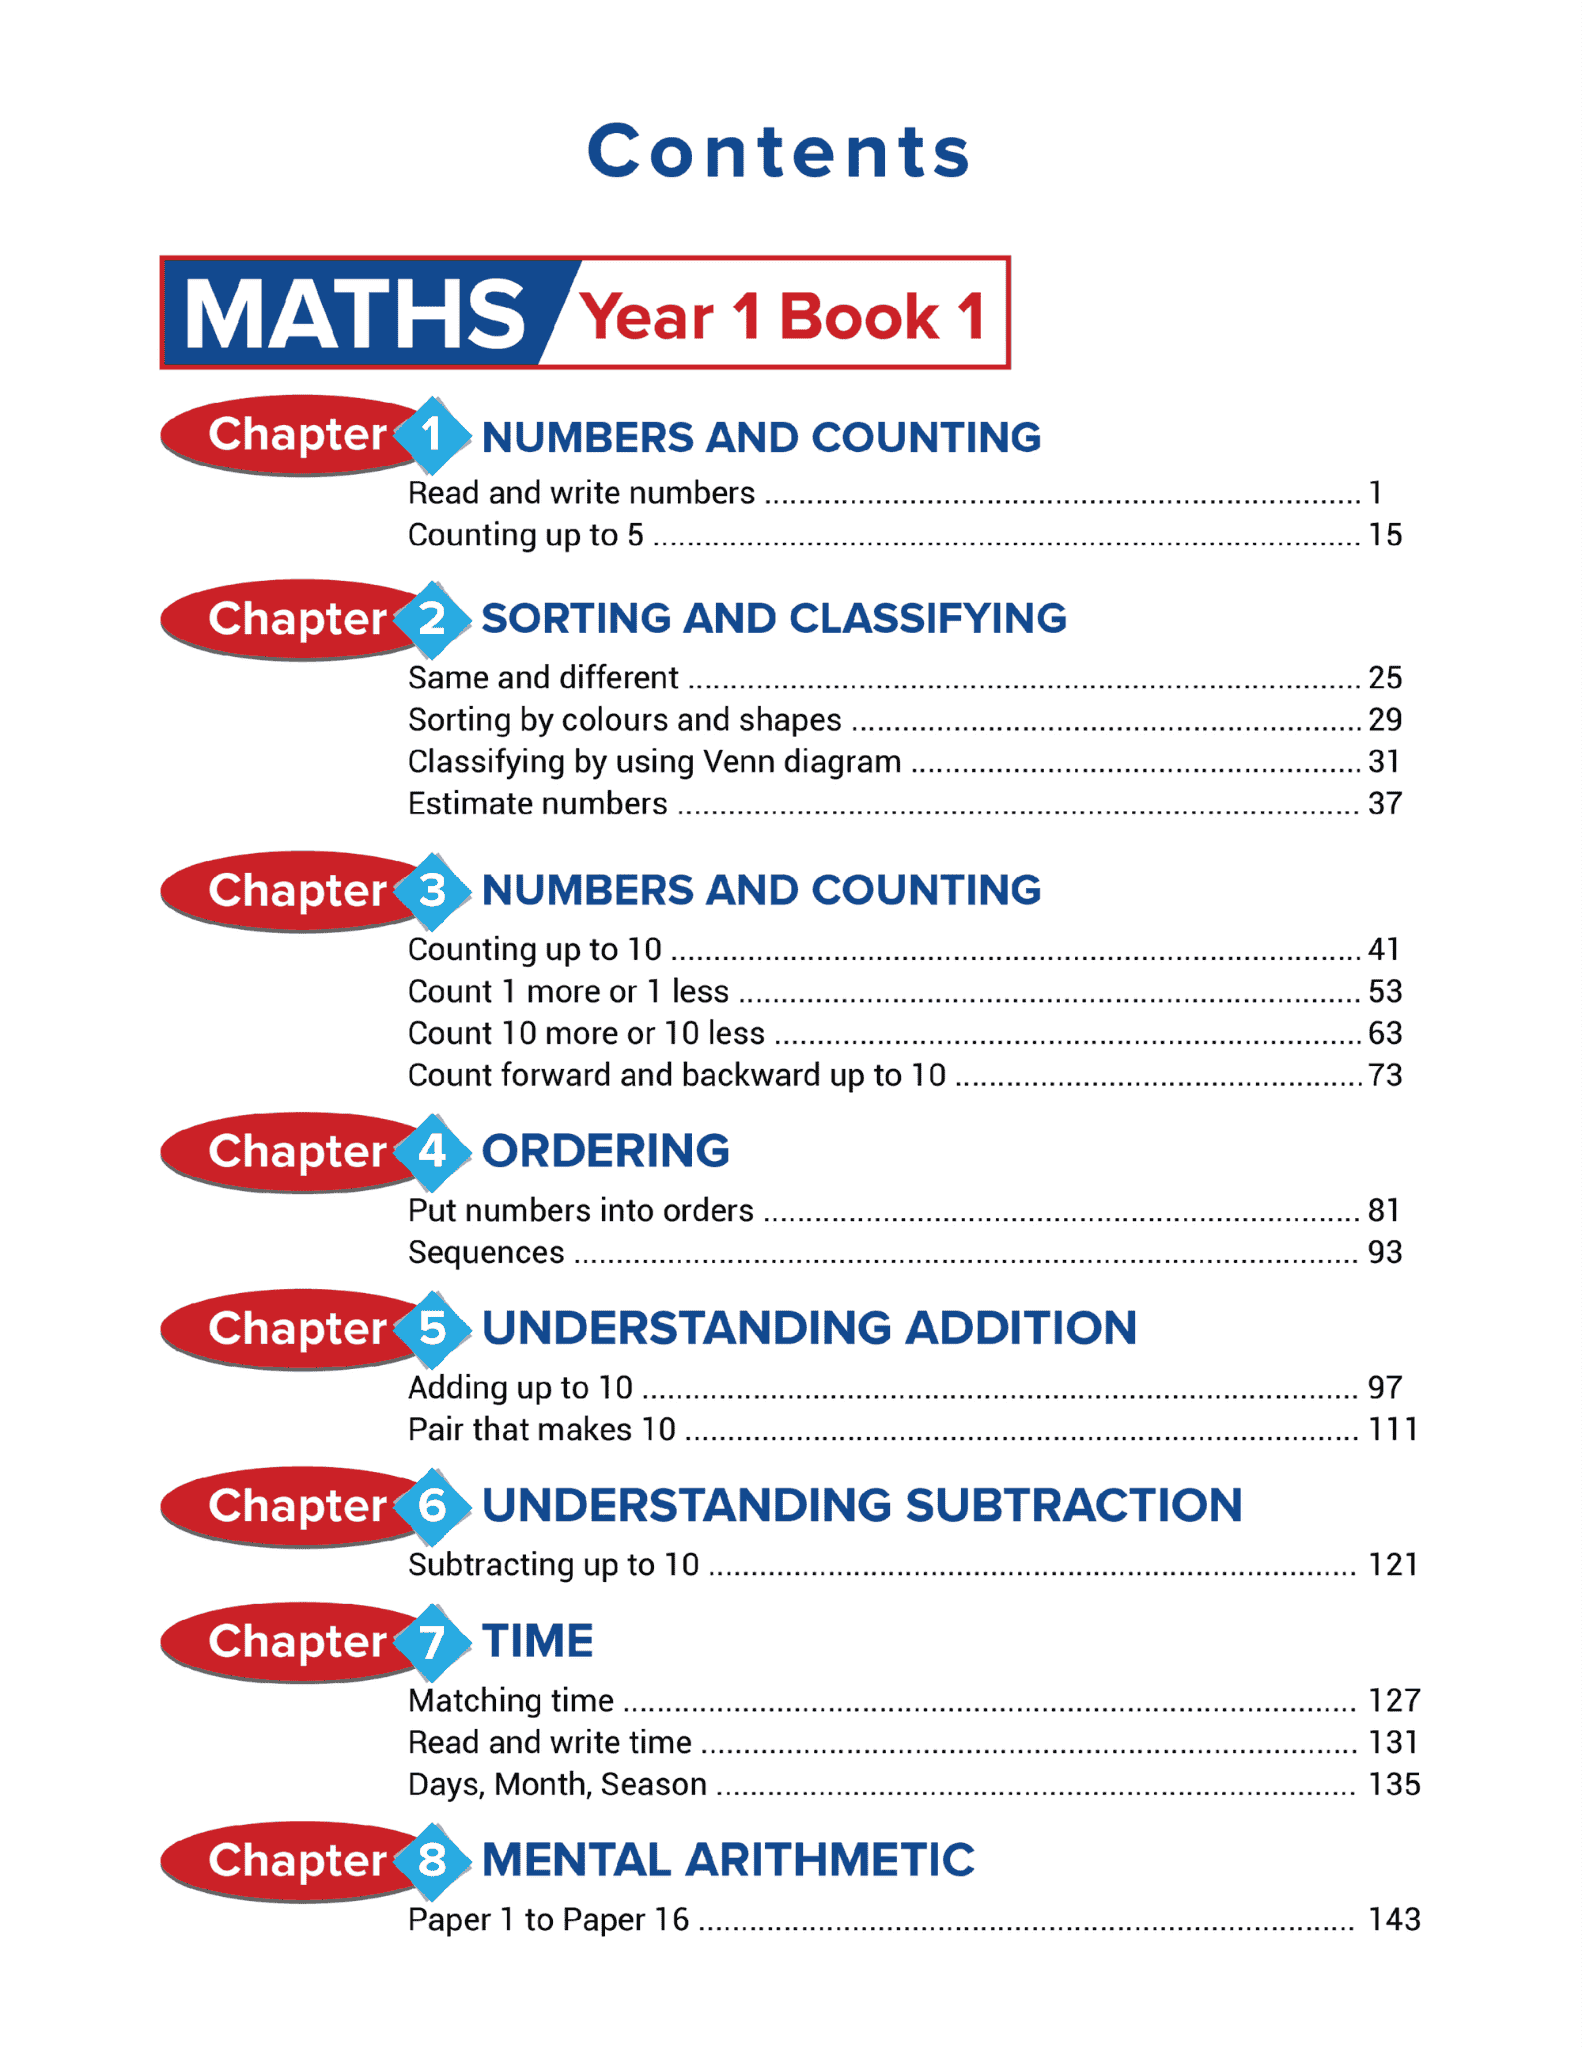 Contents
MATHS Year 1 Book 1
Chapter 1 NUMBERS AND COUNTING
Read and write numbers ........................................................................ 1
Counting up to 5 ..................................................................................... 15
Chapter 2 SORTING AND CLASSIFYING
Same and different ................................................................................. 25
Sorting by colours and shapes ............................................................. 29
Classifying by using Venn diagram ...................................................... 31
Estimate numbers .................................................................................. 37
Chapter 3 NUMBERS AND COUNTING
Counting up to 10 ................................................................................... 41
Count 1 more or 1 less ........................................................................... 53
Count 10 more or 10 less ...................................................................... 63
Count forward and backward up to 10 ................................................. 73
Chapter 4 ORDERING
Put numbers into orders ........................................................................ 81
Sequences .............................................................................................. 93
Chapter 5 UNDERSTANDING ADDITION
Adding up to 10 ...................................................................................... 97
Pair that makes 10 ................................................................................. 111
Chapter 6 UNDERSTANDING SUBTRACTION
Subtracting up to 10 .............................................................................. 121
Chapter 7 TIME
Matching time ........................................................................................ 127
Read and write time ............................................................................... 131
Days, Month, Season ............................................................................. 135
Chapter 8 MENTAL ARITHMETIC
Paper 1 to Paper 16 ............................................................................... 143